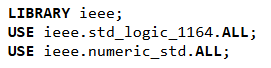 LIBRARY ieee;
USE ieee.std_logic_1164.ALL;
USE ieee.numeric_std.ALL;